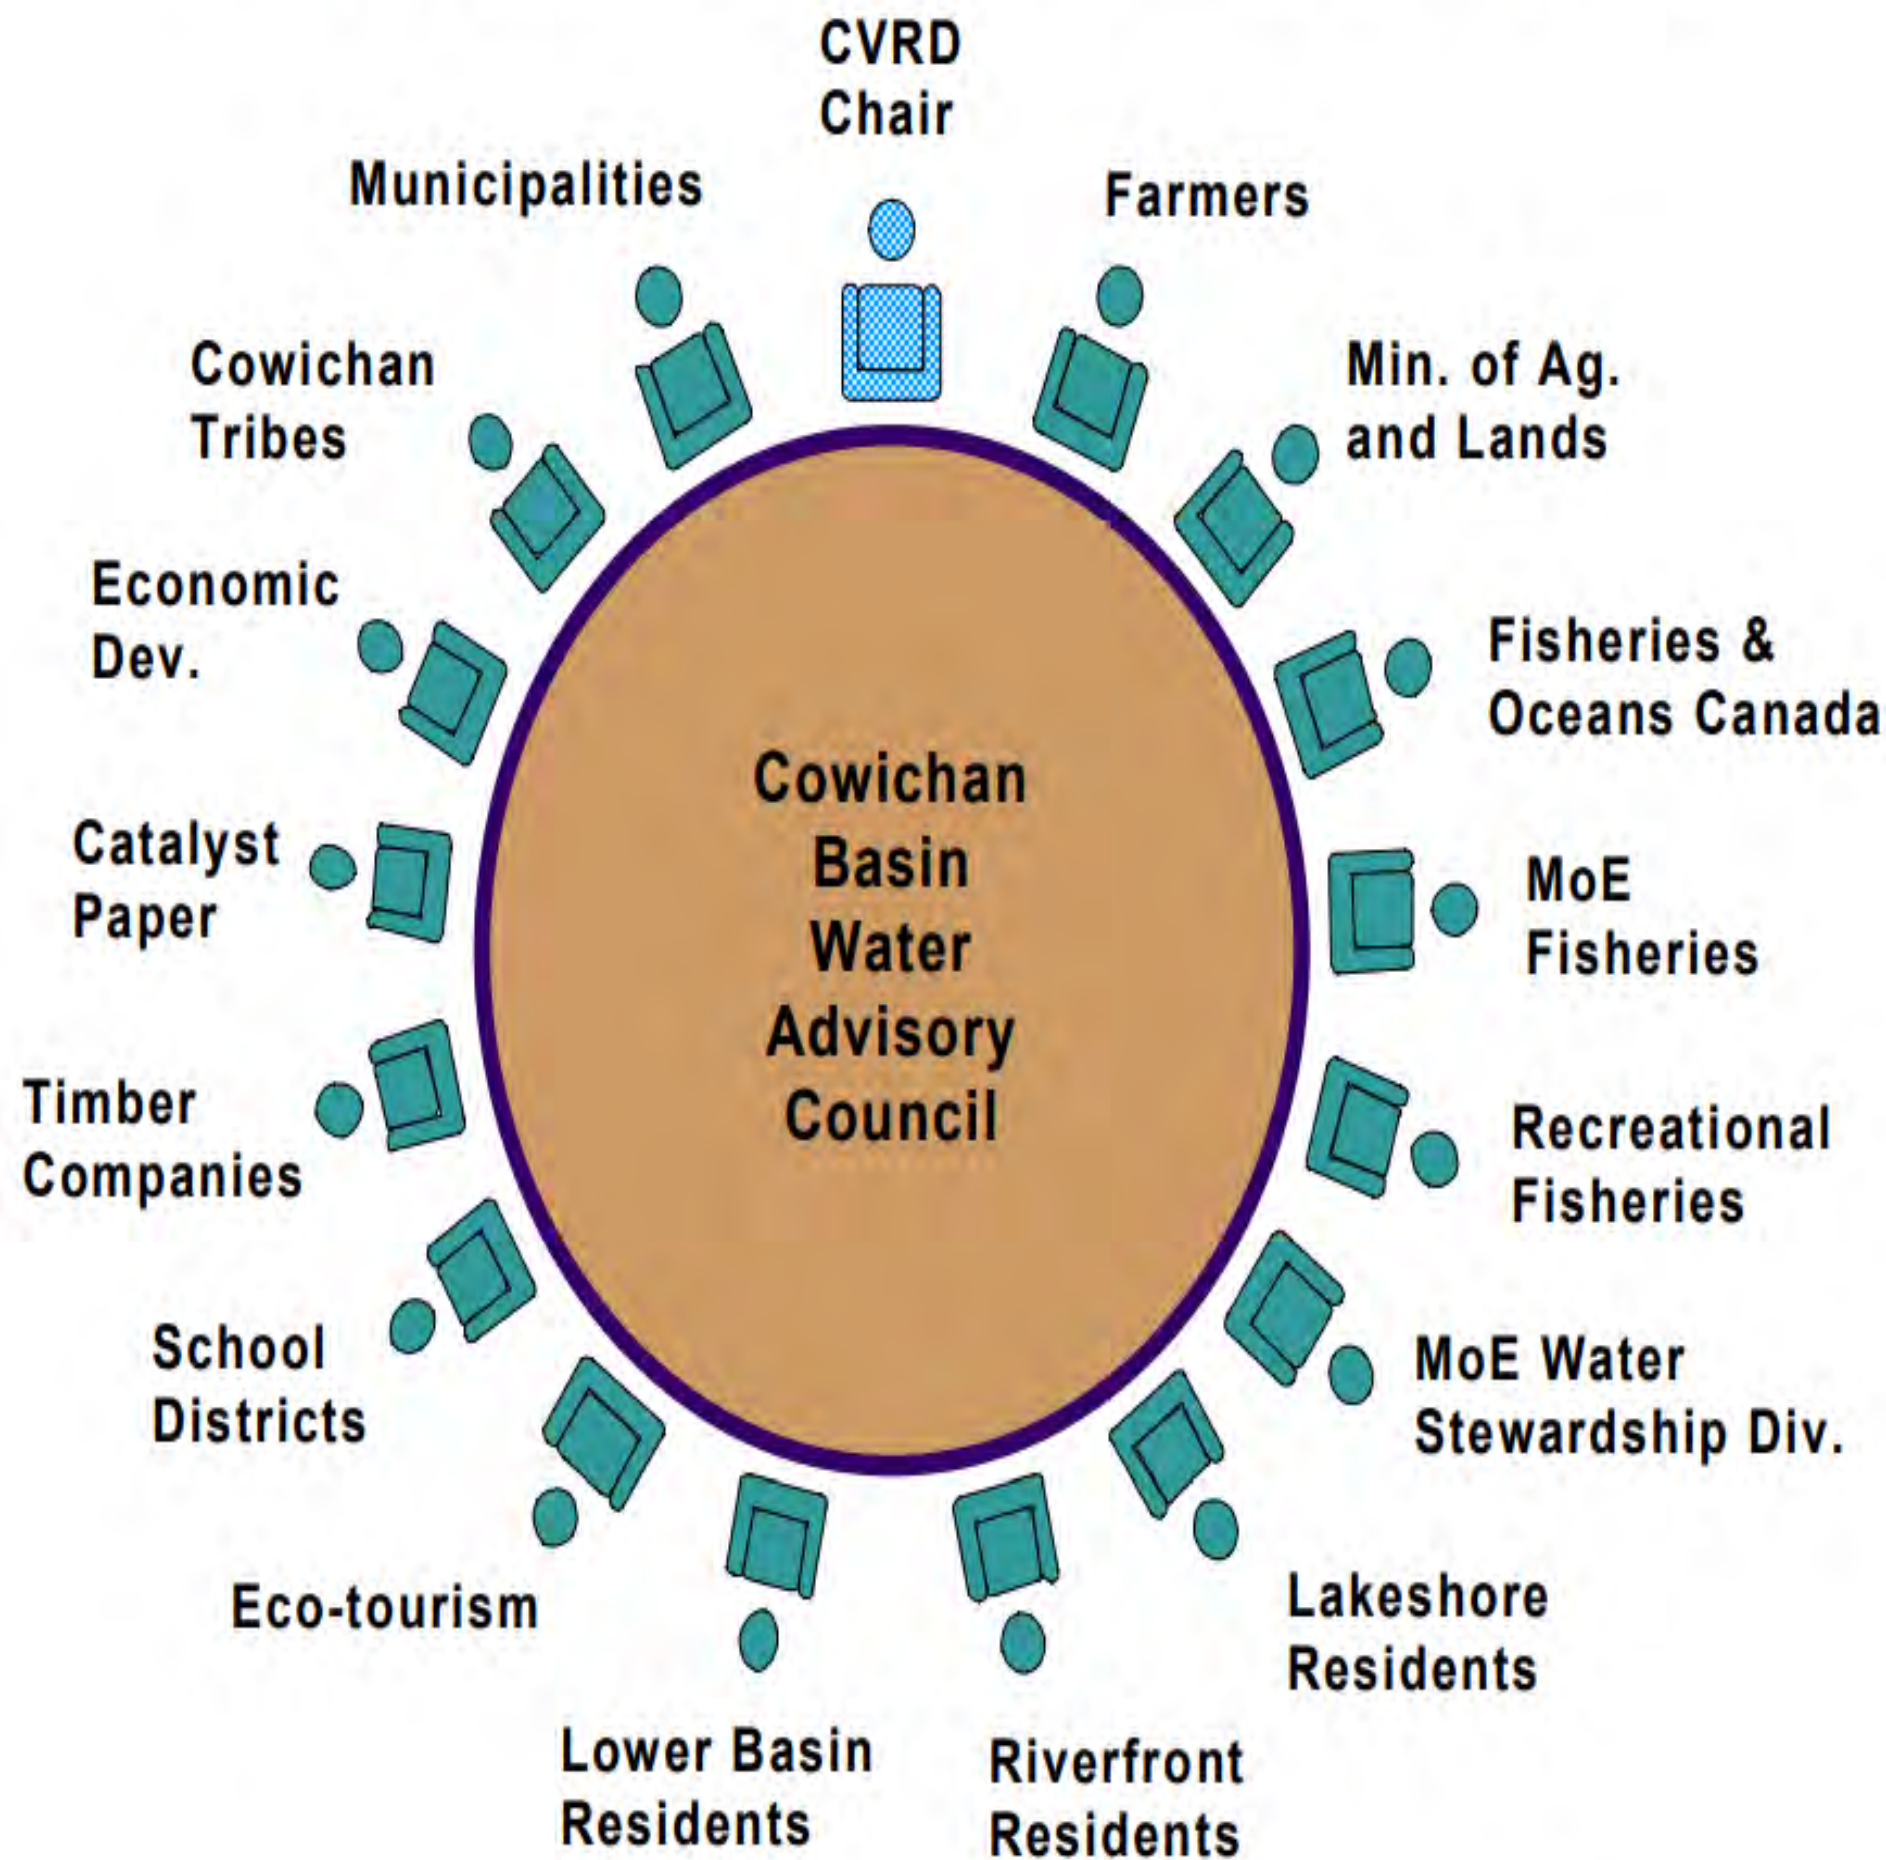 CVRD
Chair
Municipalities
Farmers
Cowichan
Tribes
Min. of Ag.
and Lands
Economic
Dev.
Fisheries &
Oceans Canada
Catalyst
Paper
Cowichan
Basin
Water
Advisory
Council
MoE
Fisheries
Timber
Companies
Recreational
Fisheries
School
Districts
MoE Water
Stewardship Div.
Eco-tourism
Lakeshore
Residents
Lower Basin
Residents
Riverfront
Residents